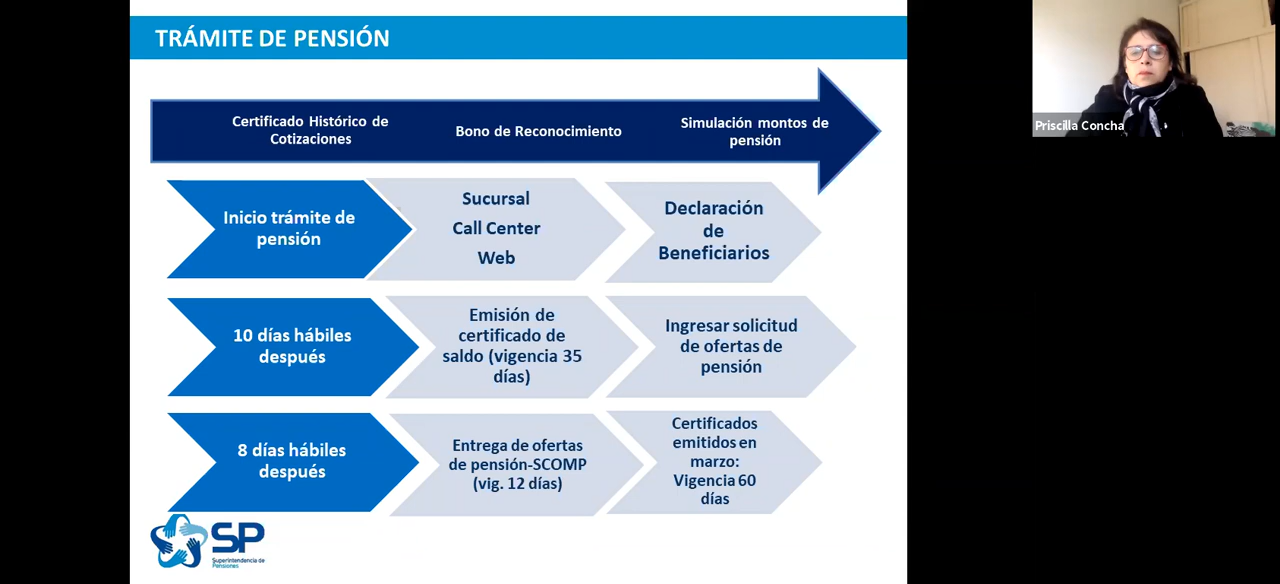 TRÁMITE DE PENSIÓN
Certificado Histórico de
Cotizaciones
Bono de Reconocimiento
Simulación montos de
pensión
Inicio trámite de
pensión
Sucursal
Call Center
Web
Declaración
de
Beneficiarios
10 días hábiles
después
Emisión de
certificado de
saldo (vigencia 35
días)
Ingresar solicitud
de ofertas de
pensión
8 días hábiles
después
Entrega de ofertas
de pensión-SCOMP
(vig. 12 días)
Certificados
emitidos en
marzo:
Vigencia 60
días
SP
Superintendencia de
Pensiones
Priscilla Concha